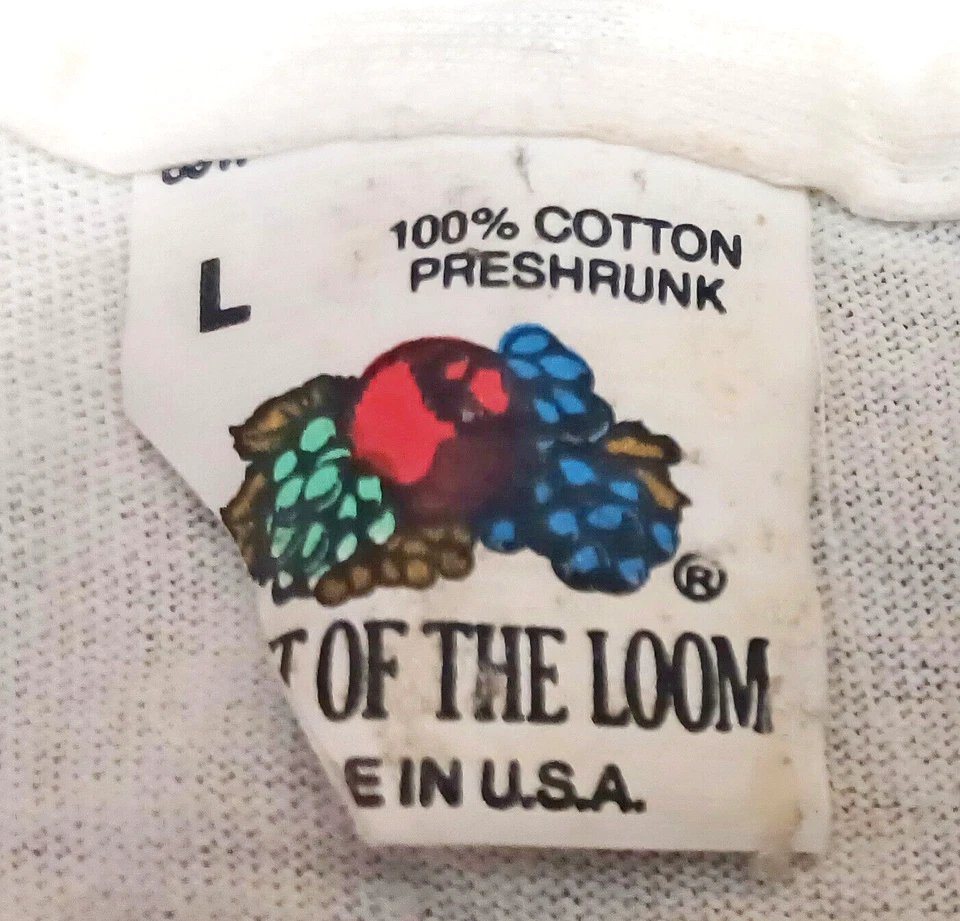 L
100% COTTON
PRESHRUNK
®
T OF THE LOOM
E IN U.S.A.